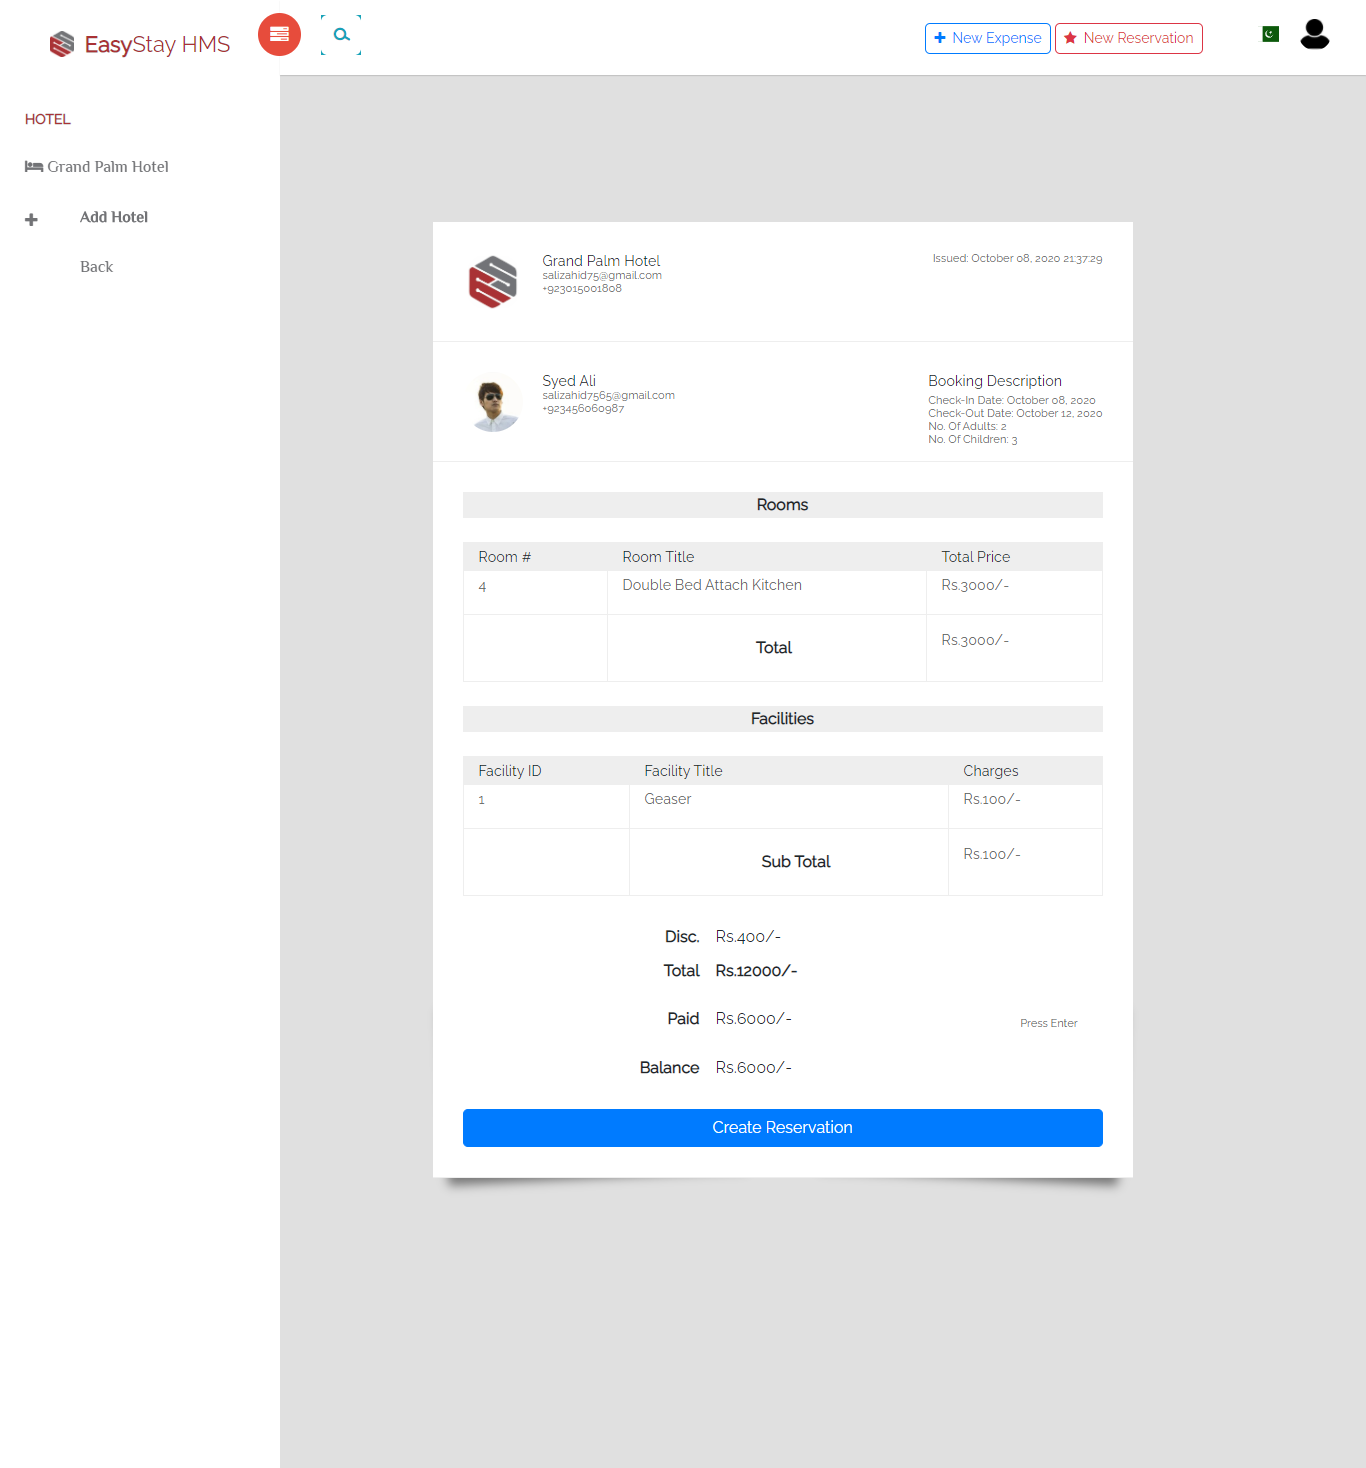 EasyStay HMS
New Expense
New Reservation
HOTEL
Grand Palm Hotel
Add Hotel
Back
Grand Palm Hotel
salizahid75@gmail.com
+923015001808
Issued: October 08, 2020 21:37:29
Syed Ali
salizahid7565@gmail.com
+923456060987
Booking Description
Check-In Date: October 08, 2020
Check-Out Date: October 12, 2020
No. Of Adults: 2
No. Of Children: 3
Rooms
Room # Room Title Total Price
4 Double Bed Attach Kitchen Rs.3000/-
Total Rs.3000/-
Facilities
Facility ID Facility Title Charges
1 Geaser Rs.100/-
Sub Total Rs.100/-
Disc. Rs.400/-
Total Rs.12000/-
Paid Rs.6000/- Press Enter
Balance Rs.6000/-
Create Reservation